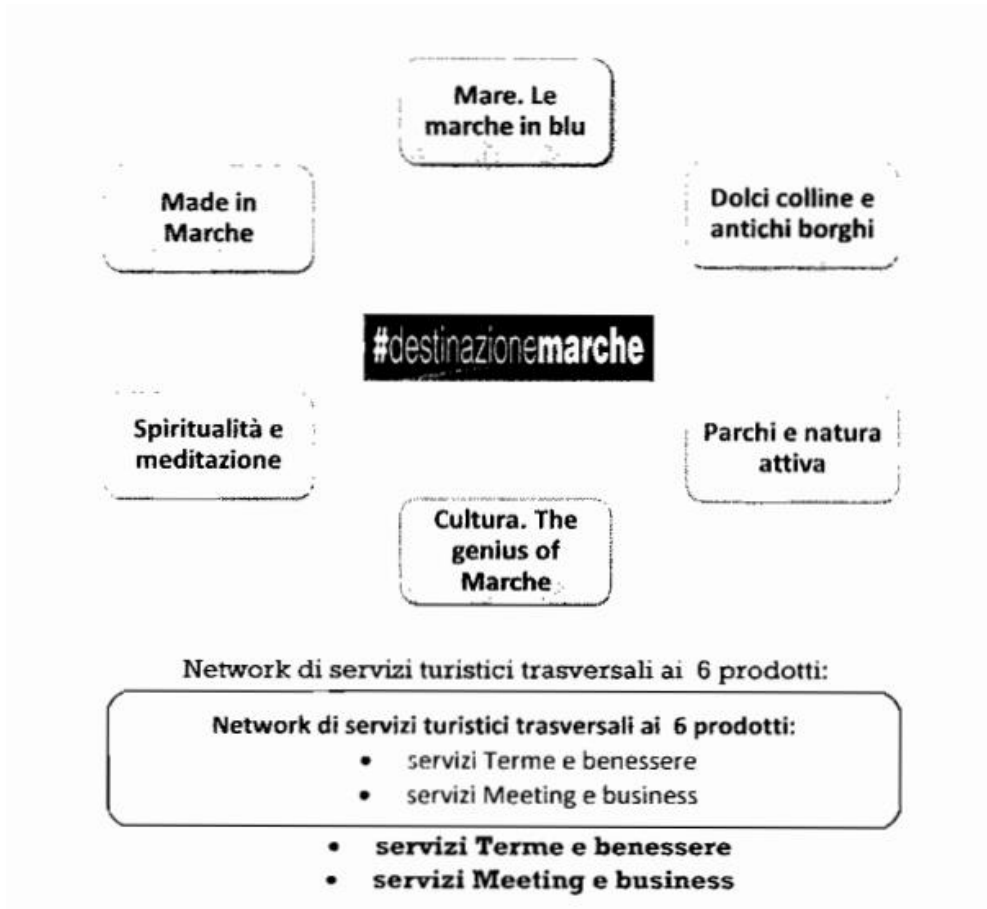 Mare. Le
marche in blu
Made in
Marche
Dolci colline e
antichi borghi
#destinazionemarche
Spiritualità e
meditazione
Parchi e natura
attiva
Cultura. The
genius of
Marche
Network di servizi turistici trasversali ai 6 prodotti:
Network di servizi turistici trasversali ai 6 prodotti:
• servizi Terme e benessere
• servizi Meeting e business
• servizi Terme e benessere
• servizi Meeting e business